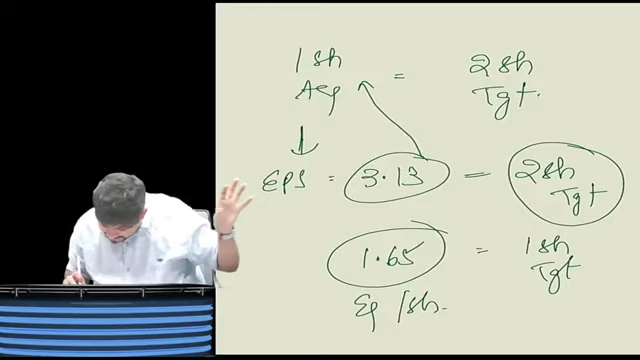 1 sh = 2 sh
Acq Tgt.
EPS = 3.13 = 2 sh
Tgt
1.65 = 1 sh
Tgt
Eq /sh.